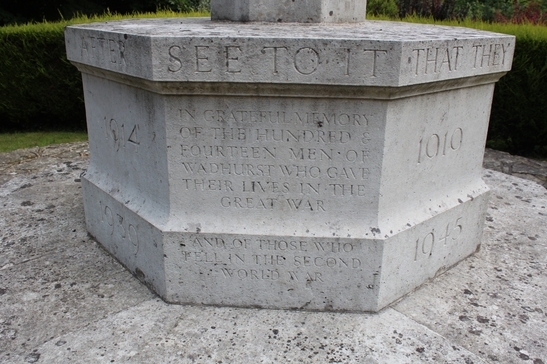 AFTER SEE TO IT THAT THEY
1914
IN GRATEFUL MEMORY
OF THE HUNDRED &
FOURTEEN MEN OF
WADHURST WHO GAVE
THEIR LIVES IN THE
GREAT WAR
1919
1939
AND OF THOSE WHO
FELL IN THE SECOND
WORLD WAR
1945